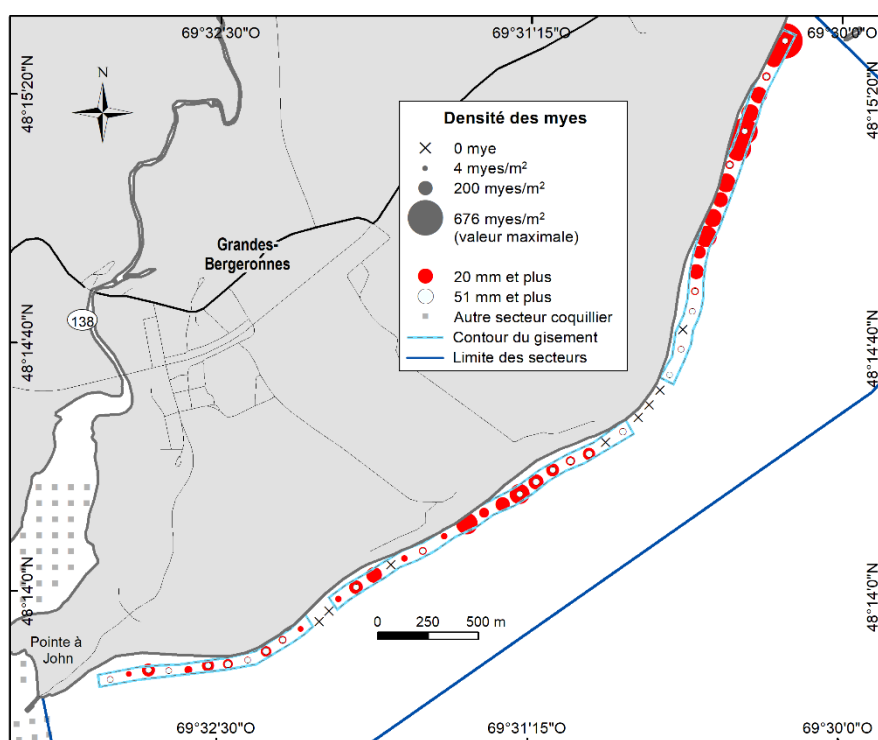 69°32'30"O
69°31'15"O
69°30'0"O
48°15'20"N
48°15'20"N
N
Densité des myes
0 mye
4 myes/m²
200 myes/m²
676 myes/m²
(valeur maximale)
20 mm et plus
51 mm et plus
Autre secteur coquillier
Contour du gisement
Limite des secteurs
Grandes-
Bergeronnes
138
48°14'40"N
48°14'40"N
48°14'0"N
48°14'0"N
0 250 500 m
Pointe à
John
69°32'30"O
69°31'15"O
69°30'0"O